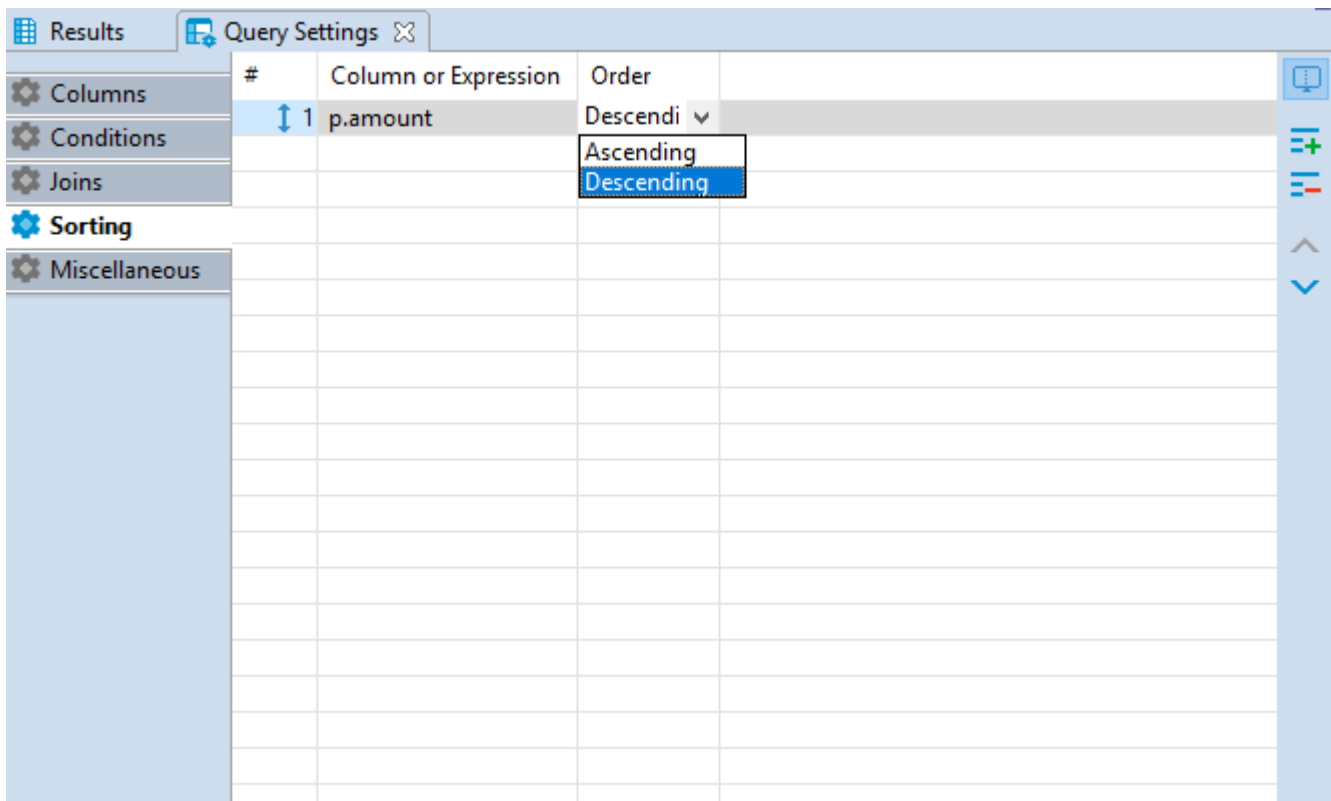 Results Query Settings
# Column or Expression Order
Columns
1 p.amount Descendi
Conditions
Ascending
Joins
Descending
Sorting
Miscellaneous